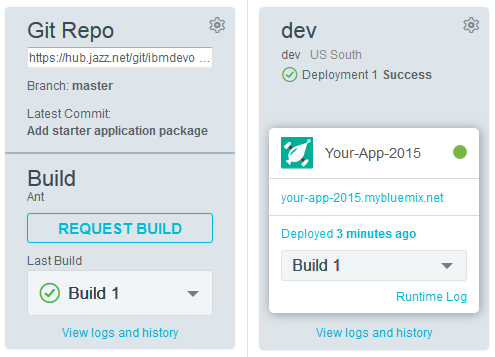 Git Repo
https://hub.jazz.net/git/ibmdevo ...
Branch: master
Latest Commit:
Add starter application package
Build
Ant
REQUEST BUILD
Last Build
Build 1
View logs and history
dev
dev US South
Deployment 1 Success
Your-App-2015
your-app-2015.mybluemix.net
Deployed 3 minutes ago
Build 1
Runtime Log
View logs and history